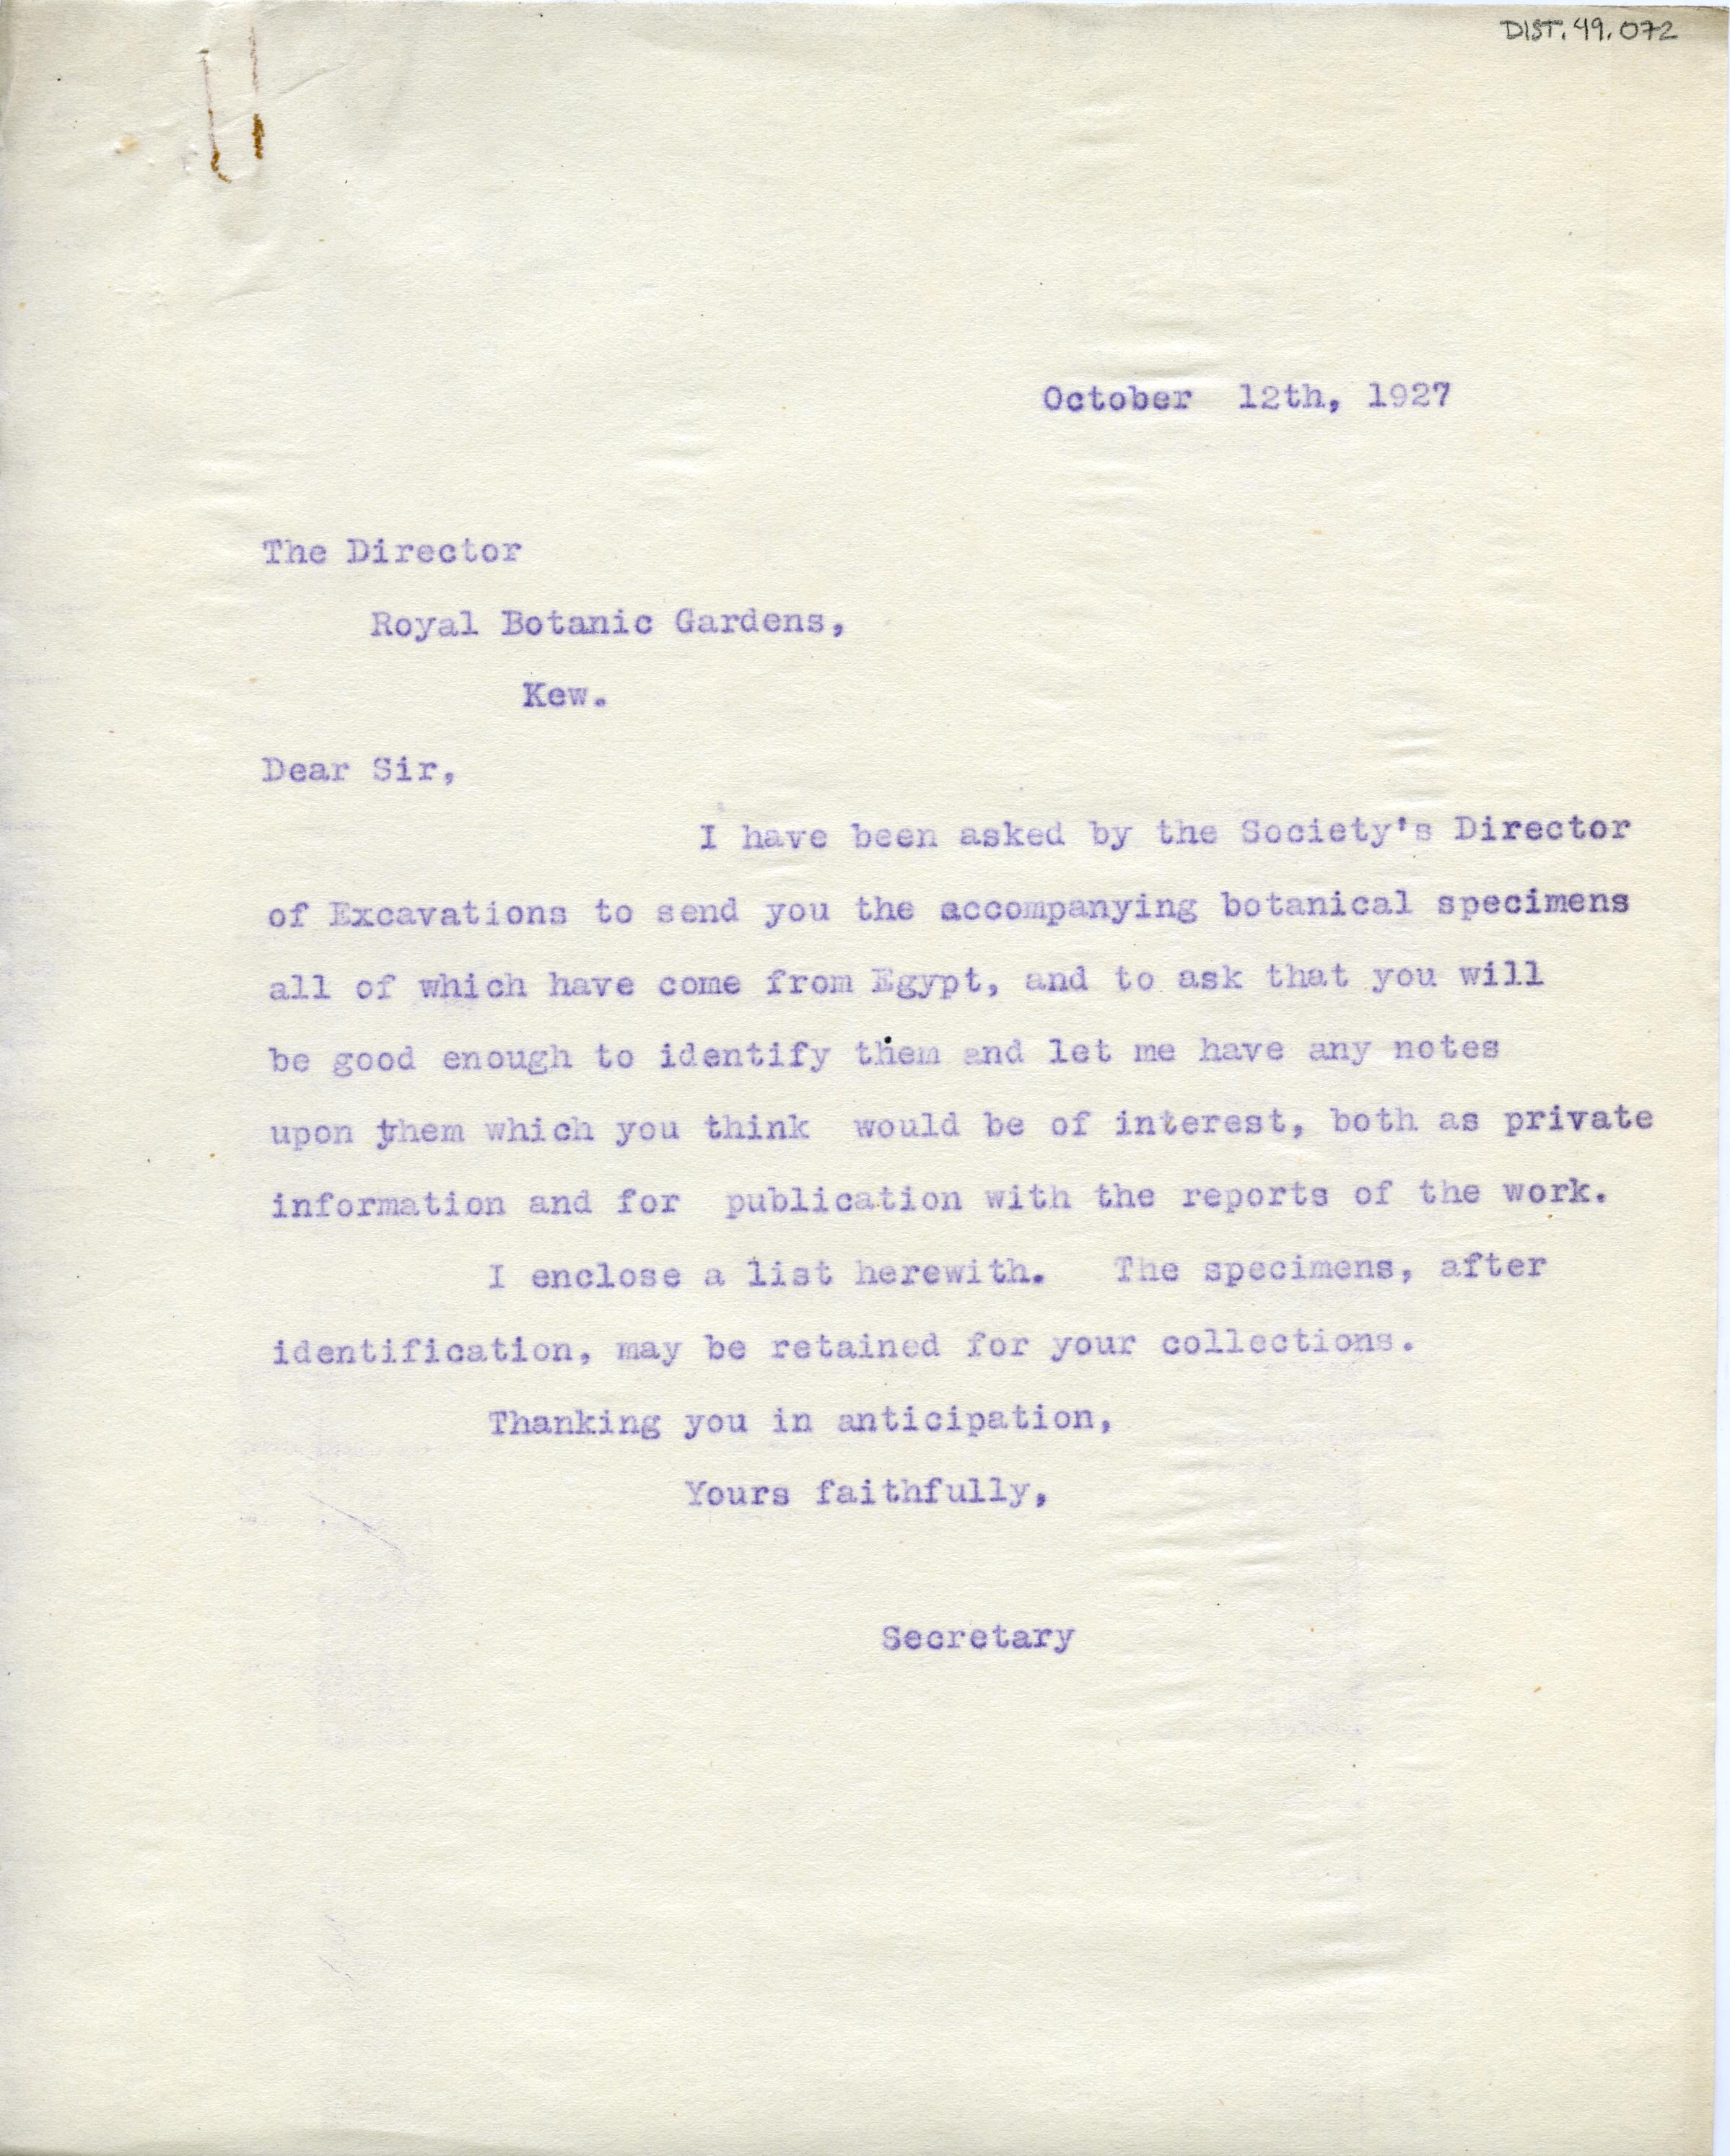 DIST.49.072
October 12th, 1927
The Director
Royal Botanic Gardens,
Kew.
Dear Sir,
I have been asked by the Society's Director
of Excavations to send you the accompanying botanical specimens
all of which have come from Egypt, and to ask that you will
be good enough to identify them and let me have any notes
upon them which you think would be of interest, both as private
information and for publication with the reports of the work.
I enclose a list herewith. The specimens, after
identification, may be retained for your collections.
Thanking you in anticipation,
Yours faithfully,
Secretary